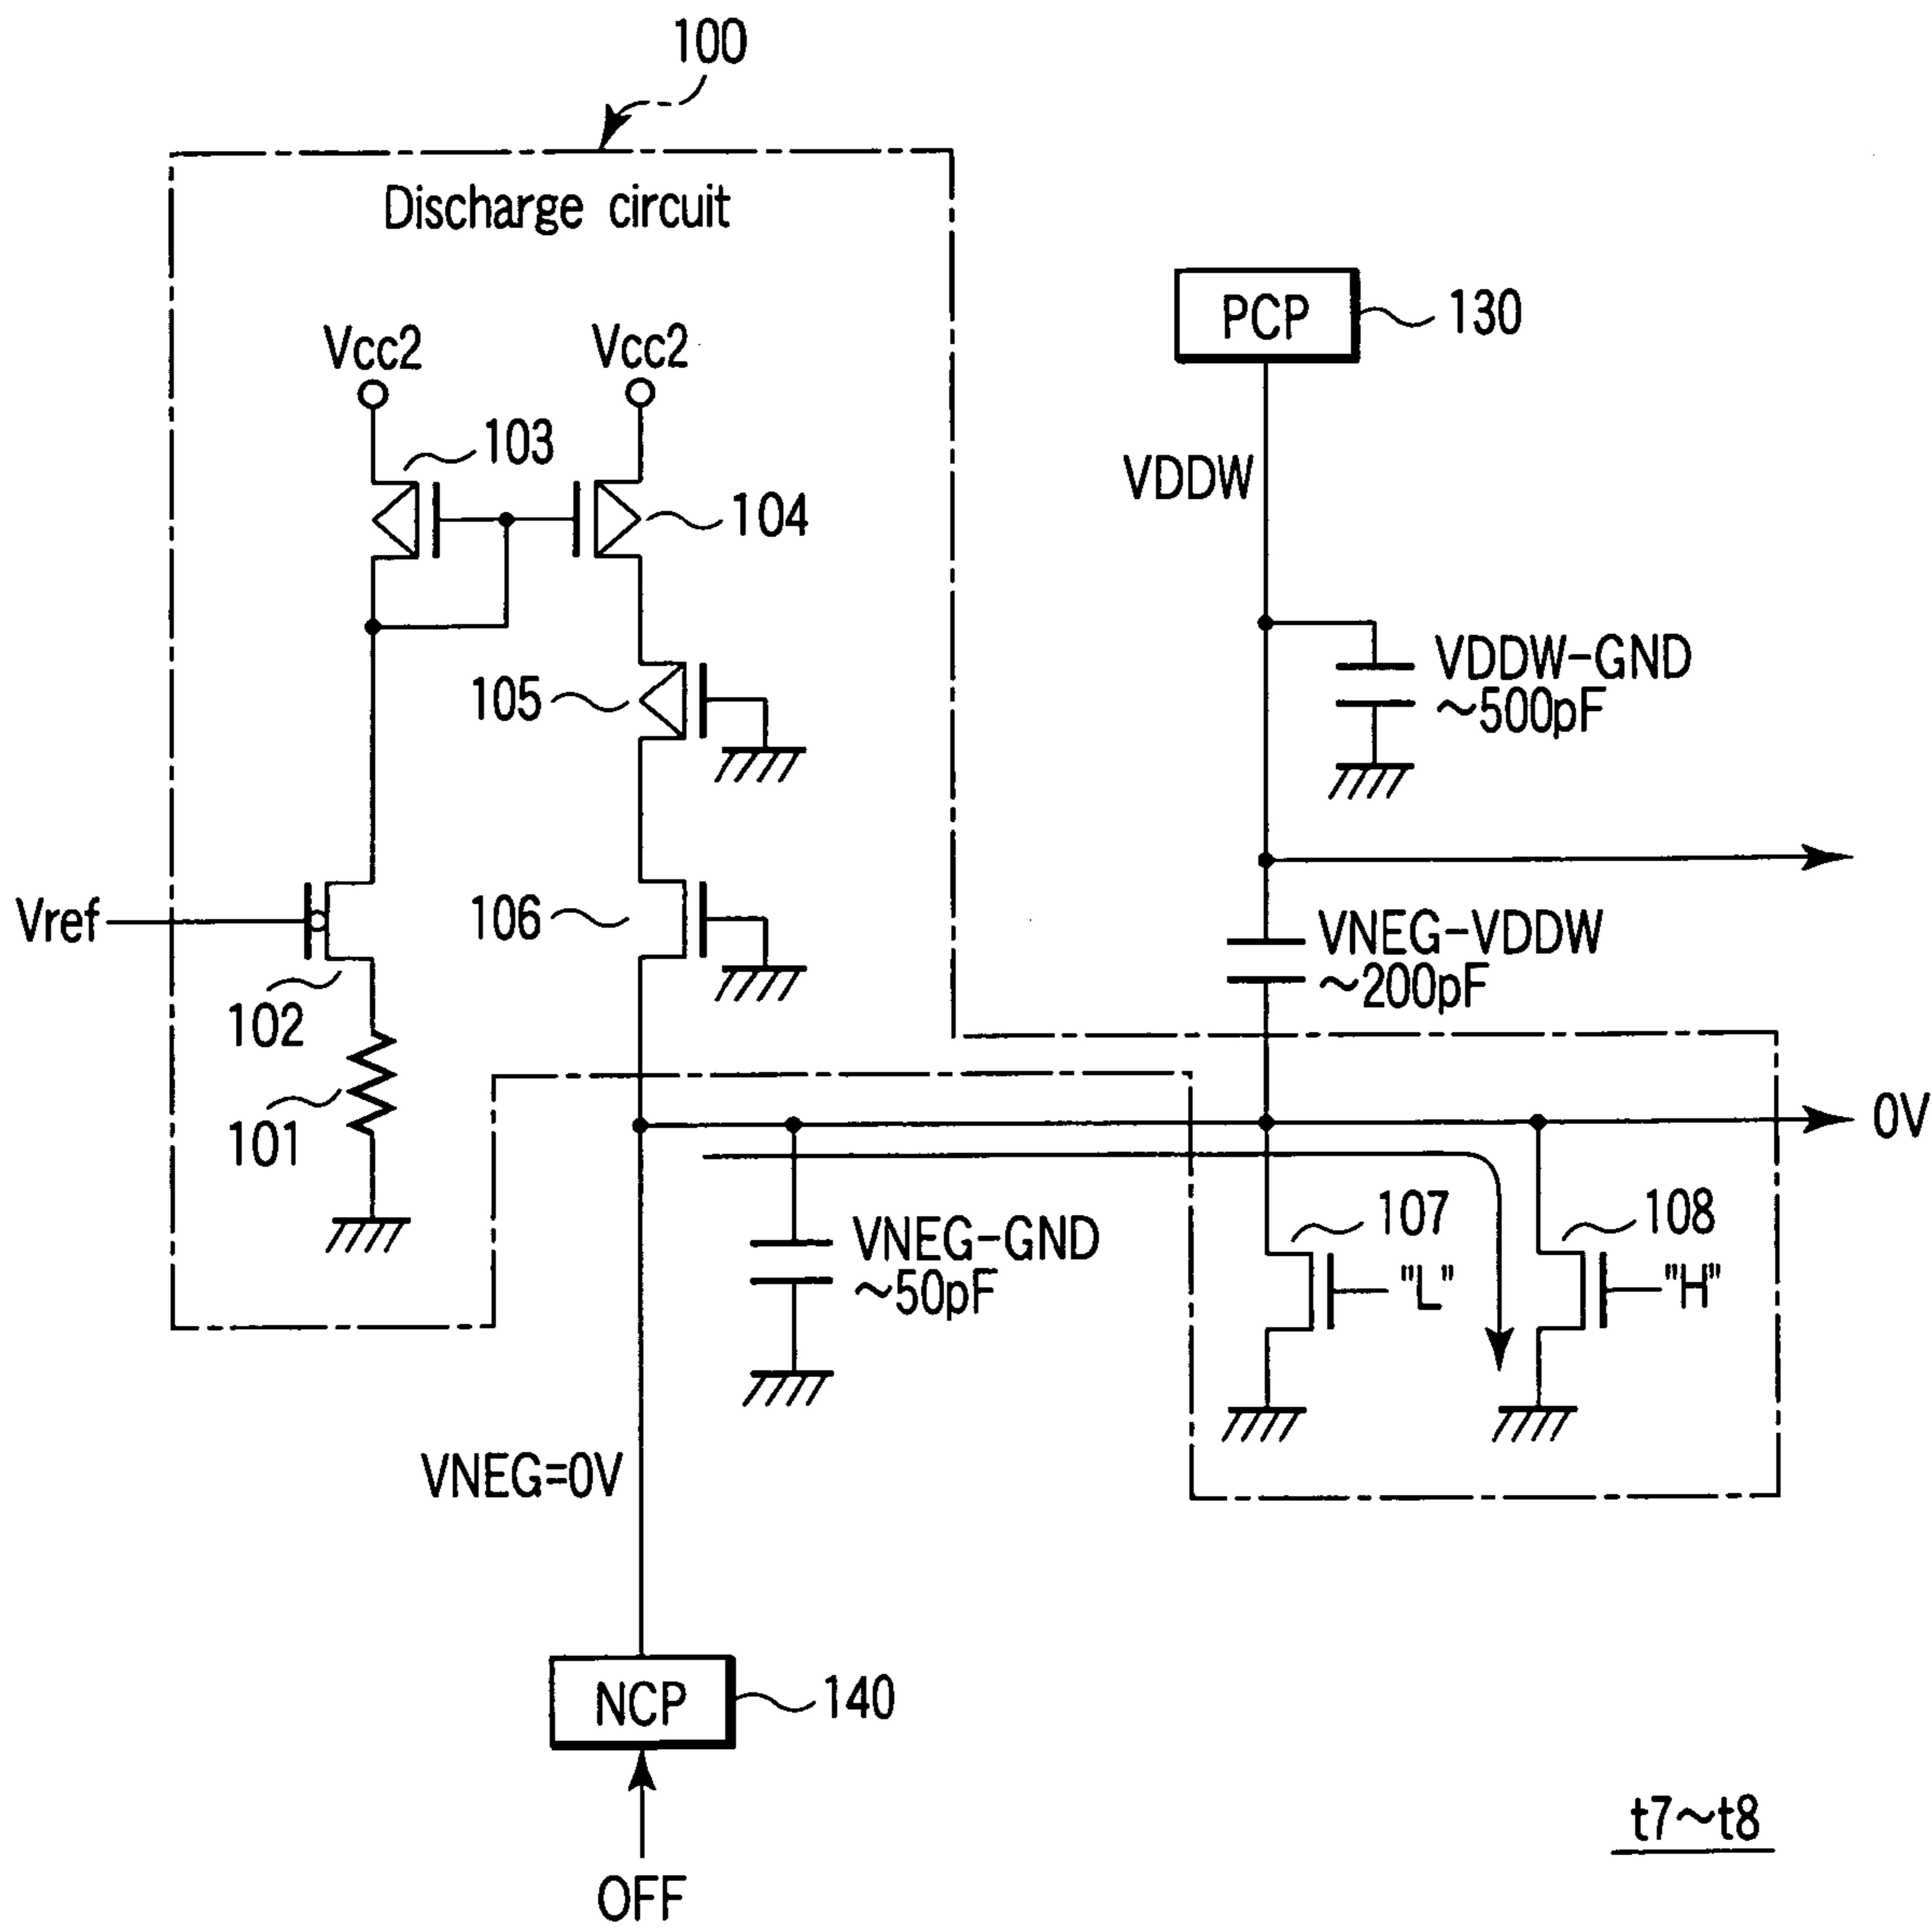 100
Discharge circuit
PCP
130
Vcc2
Vcc2
103
VDDW
104
VDDW-GND
~500pF
105
Vref
106
VNEG-VDDW
~200pF
102
101
0V
107
108
VNEG-GND
~50pF
"L"
"H"
VNEG=0V
NCP
140
t7~t8
OFF